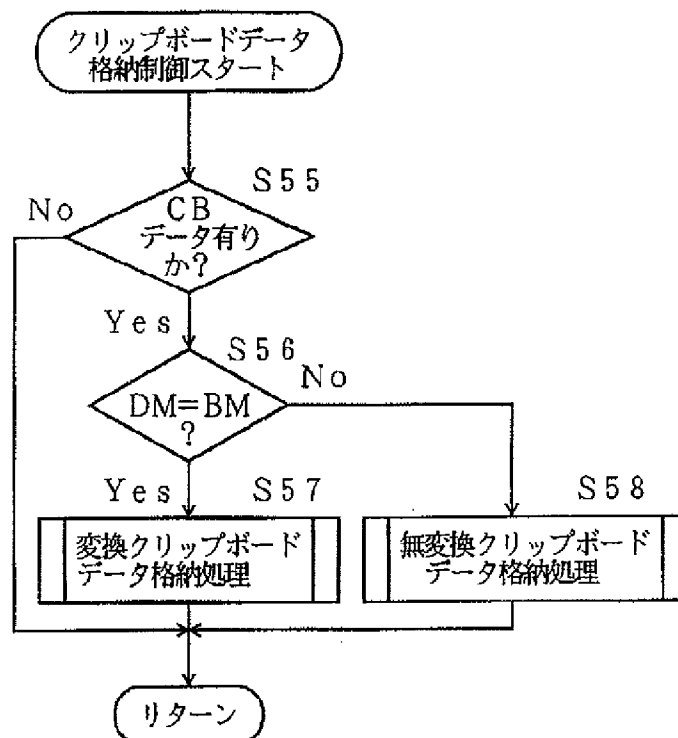 クリップボードデータ
格納制御スタート
S55
No
CB
データ有り
か?
Yes
S56
No
DM=BM
?
Yes
S57
S58
変換クリップボード
データ格納処理
無変換クリップボード
データ格納処理
リターン